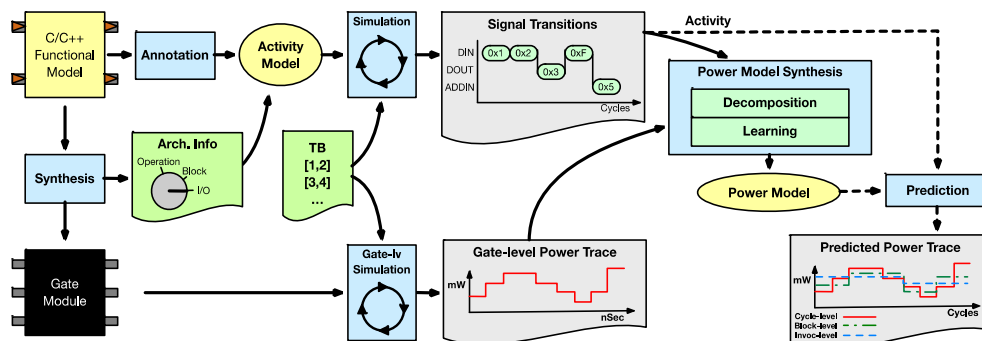 C/C++
Functional
Model
Annotation
Activity
Model
Simulation
Signal Transitions
DIN
DOUT
ADDIN
0x1
0x2
0x3
0xF
0x5
Cycles
Activity
Power Model Synthesis
Decomposition
Learning
Synthesis
Arch. Info
Operation
Block
I/O
TB
[1,2]
[3,4]
...
Power Model
Prediction
Gate
Module
Gate-lv
Simulation
Gate-level Power Trace
mW
nSec
Predicted Power Trace
mW
Cycle-level
Block-level
Invoc-level
Cycles